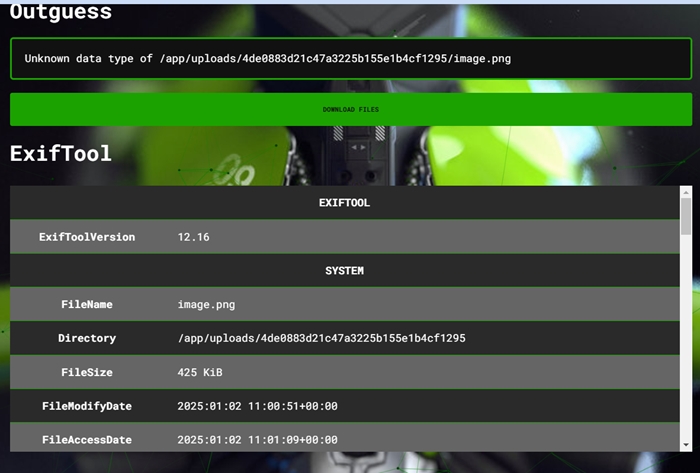 Outguess
Unknown data type of /app/uploads/4de0883d21c47a3225b155e1b4cf1295/image.png
DOWNLOAD FILES
ExifTool
EXIFTOOL
ExifToolVersion 12.16
SYSTEM
FileName image.png
Directory /app/uploads/4de0883d21c47a3225b155e1b4cf1295
FileSize 425 KiB
FileModifyDate 2025:01:02 11:00:51+00:00
FileAccessDate 2025:01:02 11:01:09+00:00